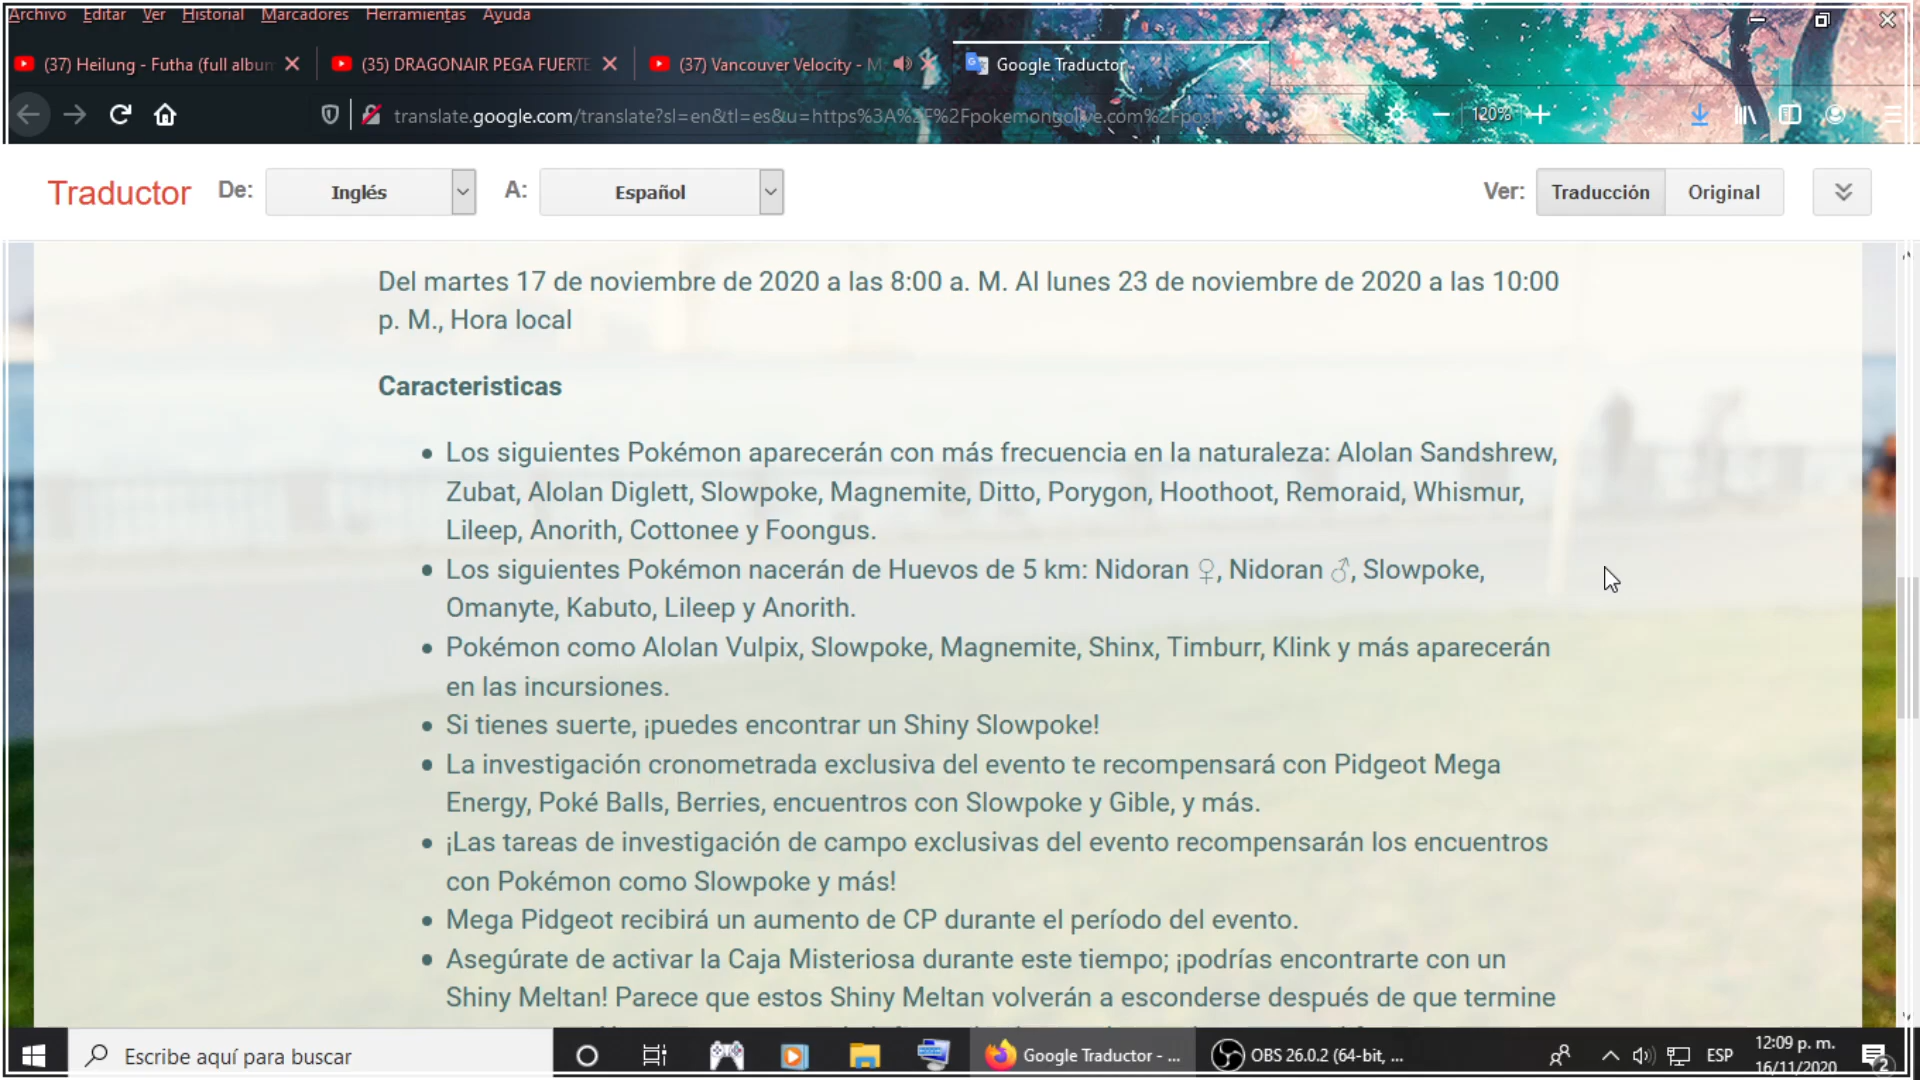 Archivo Editar Ver Historial Marcadores Herramientas Ayuda
(37) Heilung - Futha (full album
(35) DRAGONAIR PEGA FUERTE
(37) Vancouver Velocity - M
Google Traductor
translate.google.com/translate?sl=en&tl=es&u=https%3A%2F%2Fpokemongolive.com%2Fpost
120%
Traductor De: Inglés A: Español Ver: Traducción Original
Del martes 17 de noviembre de 2020 a las 8:00 a. M. Al lunes 23 de noviembre de 2020 a las 10:00
p. M., Hora local
Caracteristicas
Los siguientes Pokémon aparecerán con más frecuencia en la naturaleza: Alolan Sandshrew,
Zubat, Alolan Diglett, Slowpoke, Magnemite, Ditto, Porygon, Hoothoot, Remoraid, Whismur,
Lileep, Anorith, Cottonee y Foongus.
Los siguientes Pokémon nacerán de Huevos de 5 km: Nidoran ♀, Nidoran ♂, Slowpoke,
Omanyte, Kabuto, Lileep y Anorith.
Pokémon como Alolan Vulpix, Slowpoke, Magnemite, Shinx, Timburr, Klink y más aparecerán
en las incursiones.
Si tienes suerte, ¡puedes encontrar un Shiny Slowpoke!
La investigación cronometrada exclusiva del evento te recompensará con Pidgeot Mega
Energy, Poké Balls, Berries, encuentros con Slowpoke y Gible, y más.
¡Las tareas de investigación de campo exclusivas del evento recompensarán los encuentros
con Pokémon como Slowpoke y más!
Mega Pidgeot recibirá un aumento de CP durante el período del evento.
Asegúrate de activar la Caja Misteriosa durante este tiempo; ¡podrías encontrarte con un
Shiny Meltan! Parece que estos Shiny Meltan volverán a esconderse después de que termine
Escribe aquí para buscar
Google Traductor - ...
OBS 26.0.2 (64-bit, ...
ESP
12:09 p. m.
16/11/2020
2